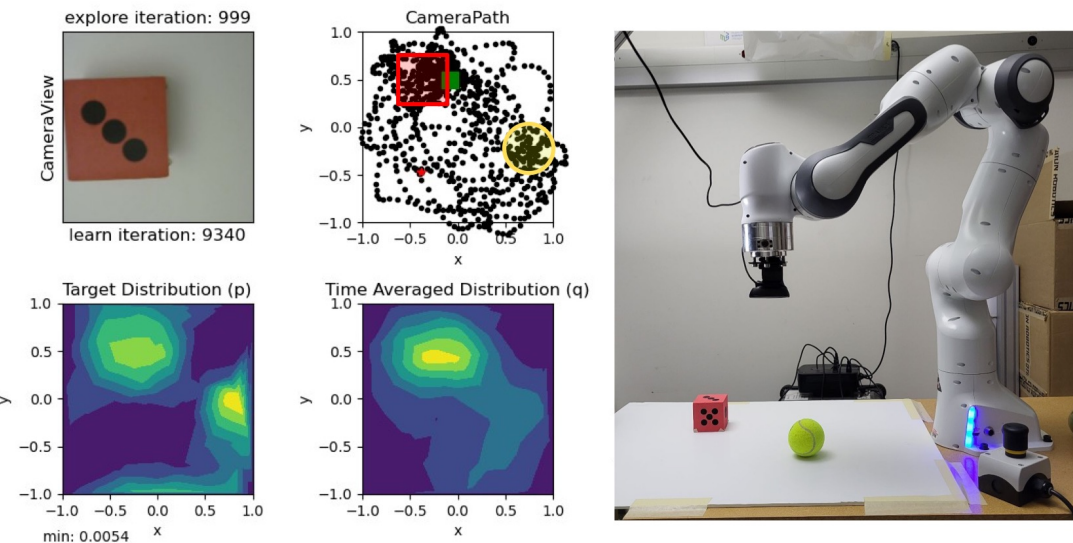 explore iteration: 999
CameraView
learn iteration: 9340
CameraPath
1.0
0.5
0.0
−0.5
−1.0
y
−1.0 −0.5 0.0 0.5 1.0
x
Target Distribution (p)
1.0
0.5
0.0
−0.5
−1.0
y
−1.0 −0.5 0.0 0.5 1.0
x
min: 0.0054
Time Averaged Distribution (q)
1.0
0.5
0.0
−0.5
−1.0
y
−1.0 −0.5 0.0 0.5 1.0
x